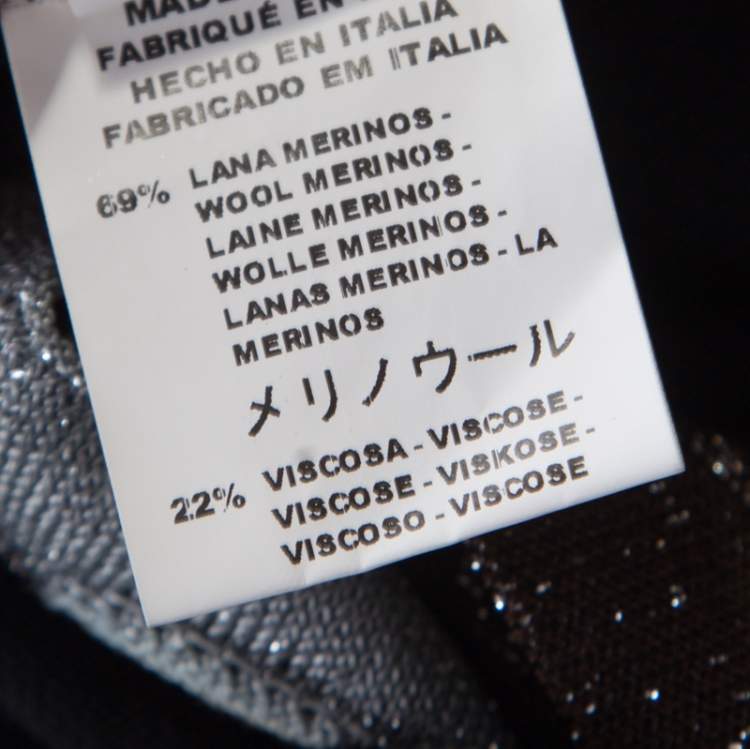 MADE
FABRIQUÉ EN
HECHO EN ITALIA
FABRICADO EM ITALIA
69% LANA MERINOS -
WOOL MERINOS -
LAINE MERINOS -
WOLLE MERINOS -
LANAS MERINOS - LA
MERINOS
メリノウール
22% VISCOSA - VISCOSE -
VISCOSE - VISKOSE -
VISCOSO - VISCOSE